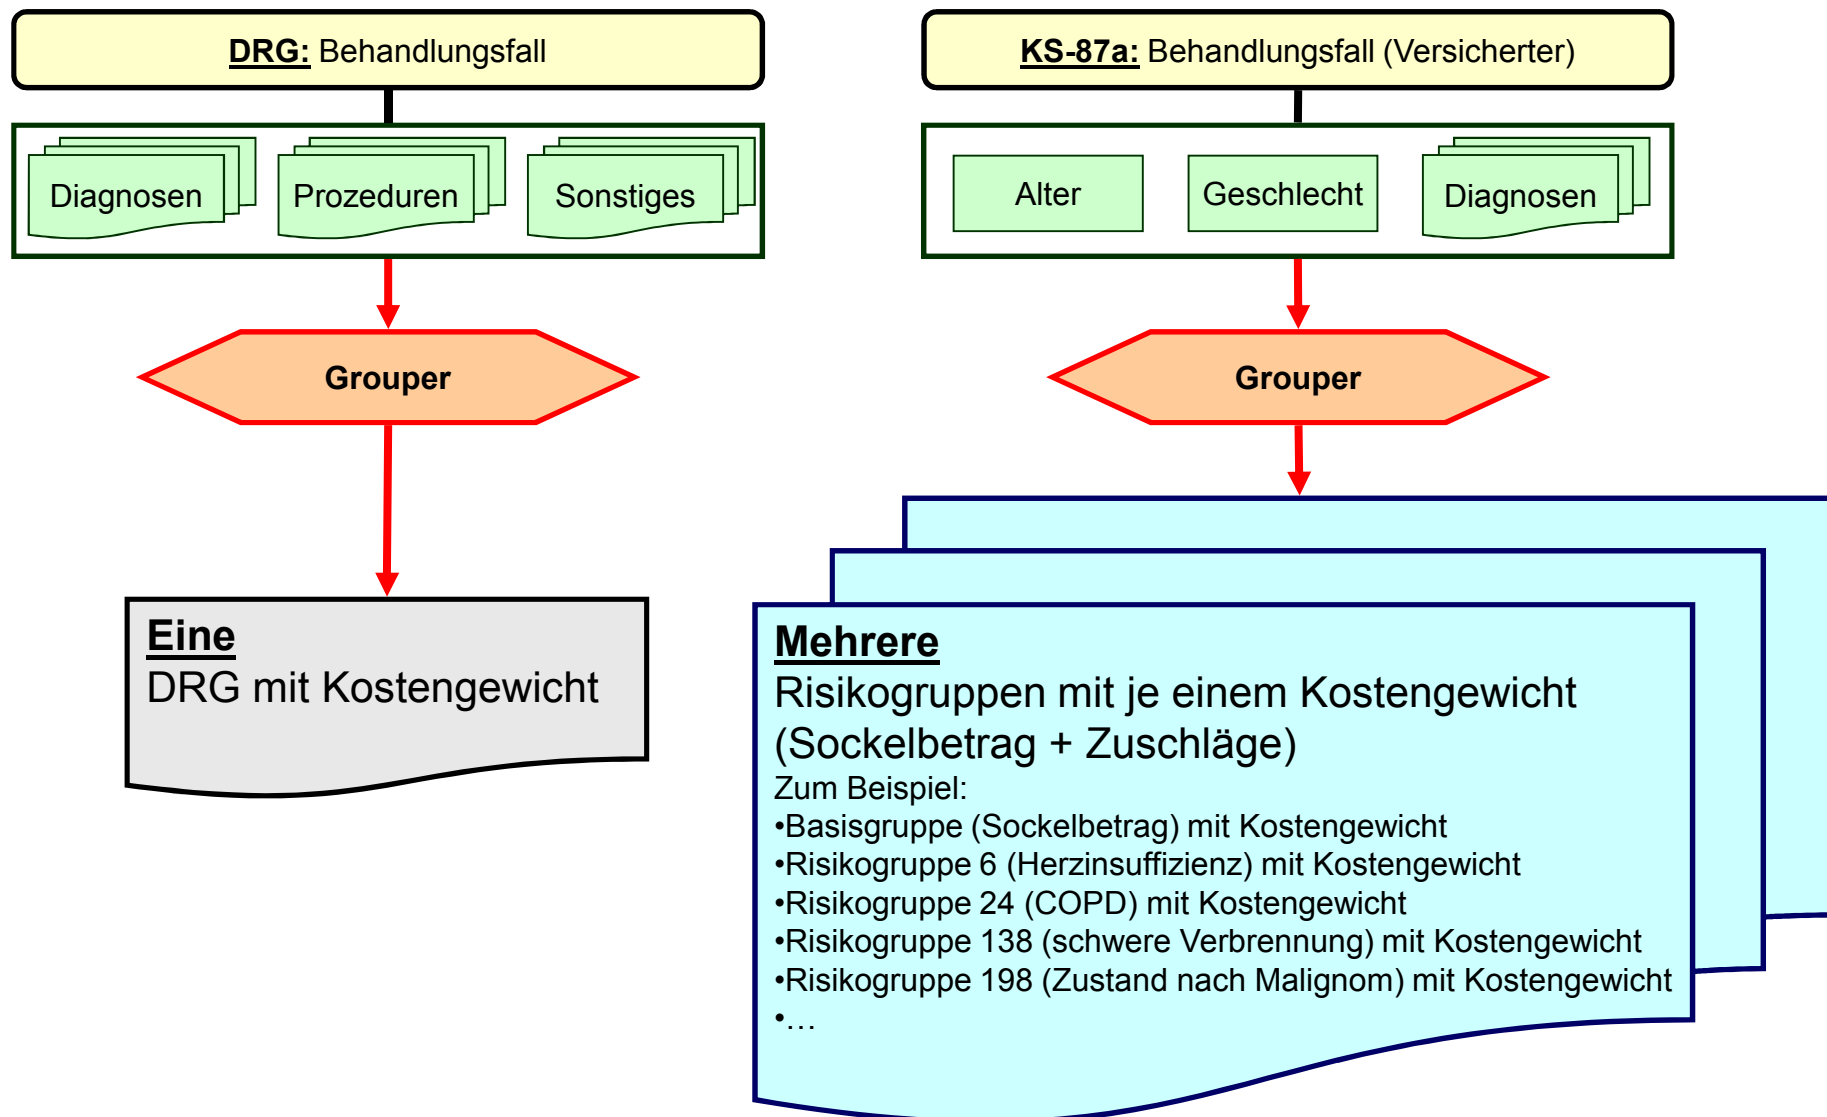 DRG: Behandlungsfall
Diagnosen
Prozeduren
Sonstiges
Grouper
Eine
DRG mit Kostengewicht
KS-87a: Behandlungsfall (Versicherter)
Alter
Geschlecht
Diagnosen
Grouper
Mehrere
Risikogruppen mit je einem Kostengewicht
(Sockelbetrag + Zuschläge)
Zum Beispiel:
•Basisgruppe (Sockelbetrag) mit Kostengewicht
•Risikogruppe 6 (Herzinsuffizienz) mit Kostengewicht
•Risikogruppe 24 (COPD) mit Kostengewicht
•Risikogruppe 138 (schwere Verbrennung) mit Kostengewicht
•Risikogruppe 198 (Zustand nach Malignom) mit Kostengewicht
•…